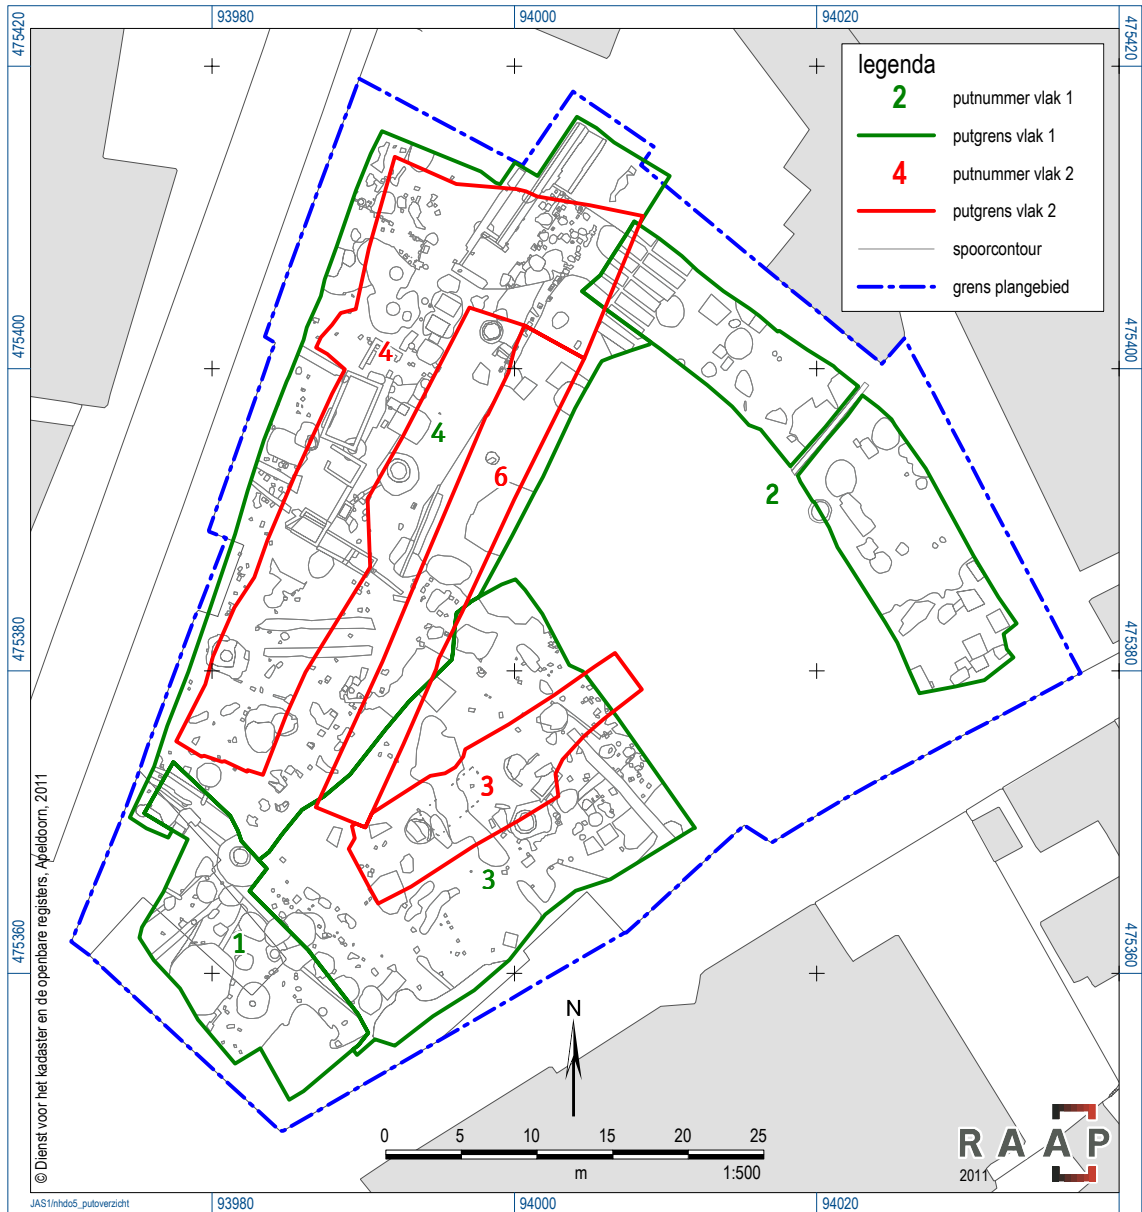 93980 94000 94020
475420 475420
legenda
2 putnummer vlak 1
putgrens vlak 1
4 putnummer vlak 2
putgrens vlak 2
spoorcontour
grens plangebied
475400 475400
4
4
6
2
475380 475380
3
3
1
475360 475360
© Dienst voor het kadaster en de openbare registers, Apeldoorn, 2011
N
0 5 10 15 20 25
m 1:500
RAAP
2011
JAS1/nhdo5_putoverzicht
93980 94000 94020